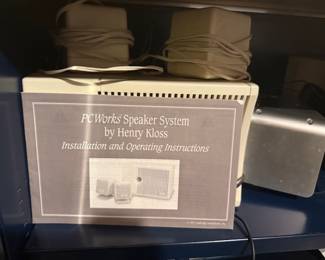 PCWorks Speaker System
by Henry Kloss
Installation and Operating Instructions